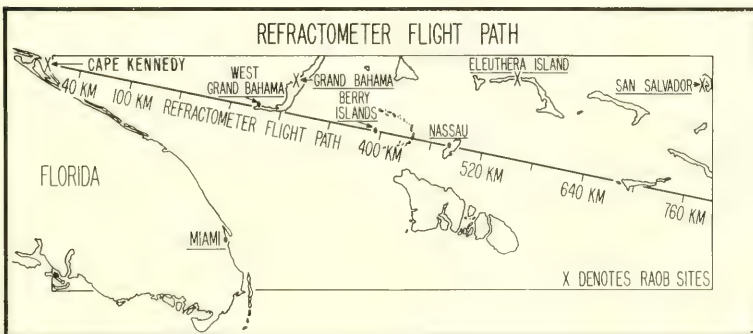 REFRACTOMETER FLIGHT PATH
CAPE KENNEDY
40 KM
100 KM
REFRACTOMETER FLIGHT PATH
WEST
GRAND BAHAMA
GRAND BAHAMA
BERRY
ISLANDS
400 KM
NASSAU
520 KM
ELEUTHERA ISLAND
SAN SALVADOR
640 KM
760 KM
FLORIDA
MIAMI
X DENOTES RAOB SITES